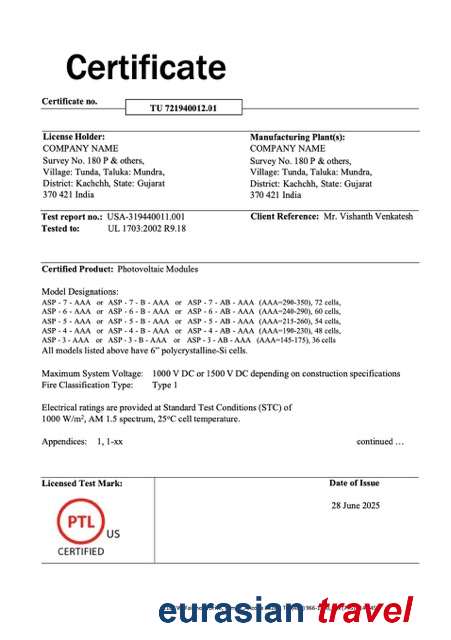 Certificate
Certificate no.
TU 721940012.01
License Holder:
COMPANY NAME
Survey No. 180 P & others,
Village: Tunda, Taluka: Mundra,
District: Kachchh, State: Gujarat
370 421 India
Manufacturing Plant(s):
COMPANY NAME
Survey No. 180 P & others,
Village: Tunda, Taluka: Mundra,
District: Kachchh, State: Gujarat
370 421 India
Test report no.: USA-319440011.001
Client Reference: Mr. Vishanth Venkatesh
Tested to: UL 1703:2002 R9.18
Certified Product: Photovoltaic Modules
Model Designations:
ASP - 7 - AAA or ASP - 7 - B - AAA or ASP - 7 - AB - AAA (AAA=290-350), 72 cells,
ASP - 6 - AAA or ASP - 6 - B - AAA or ASP - 6 - AB - AAA (AAA=240-290), 60 cells,
ASP - 5 - AAA or ASP - 5 - B - AAA or ASP - 5 - AB - AAA (AAA=215-260), 54 cells,
ASP - 4 - AAA or ASP - 4 - B - AAA or ASP - 4 - AB - AAA (AAA=190-230), 48 cells,
ASP - 3 - AAA or ASP - 3 - B - AAA or ASP - 3 - AB - AAA (AAA=145-175), 36 cells
All models listed above have 6" polycrystalline-Si cells.
Maximum System Voltage: 1000 V DC or 1500 V DC depending on construction specifications
Fire Classification Type: Type 1
Electrical ratings are provided at Standard Test Conditions (STC) of
1000 W/m², AM 1.5 spectrum, 25°C cell temperature.
Appendices: 1, 1-xx
continued …
Licensed Test Mark:
Date of Issue
28 June 2025
PTL
US
CERTIFIED
eurasian travel